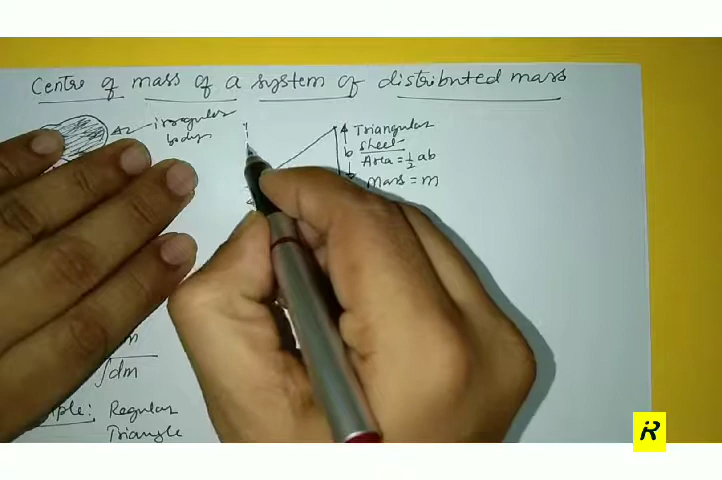 Centre of mass of a system of distributed mass
irregular
body
Triangular
Sheet
b
Area = ½ ab
Mass = m
∫dm
Regular
Triangle